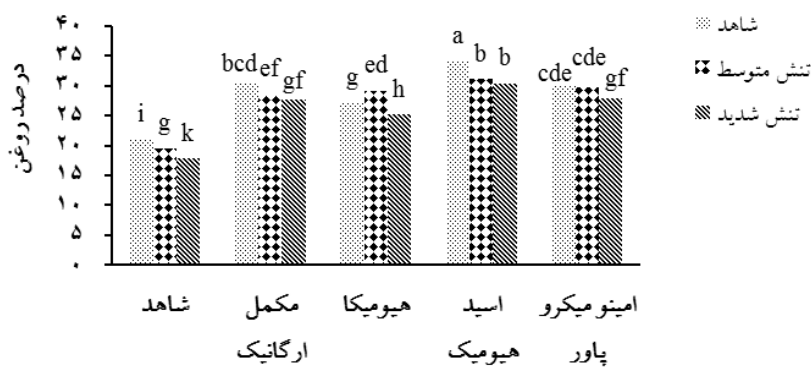 درصد روغن
۴۰
۳۵
۳۰
۲۵
۲۰
۱۵
۱۰
۵
۰
i g k
bcd ef gf
g ed h
a b b
cde cde gf
شاهد
مکمل ارگانیک
هیومیکا
اسید هیومیک
امینو میکرو پاور
شاهد
تنش متوسط
تنش شدید